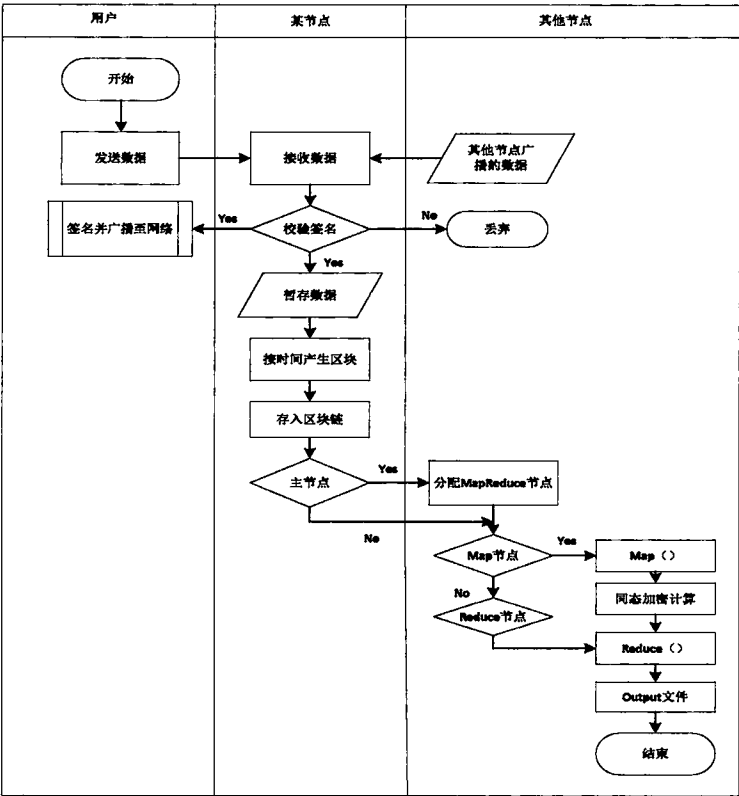 用户
某节点
其他节点
开始
发送数据
接收数据
其他节点广
播的数据
签名并广播至网络
Yes
校验签名
No
丢弃
Yes
暂存数据
按时间产生区块
存入区块链
主节点
Yes
分配MapReduce节点
No
Map节点
Yes
Map（）
No
同态加密计算
Reduce节点
Reduce（）
Output文件
结束